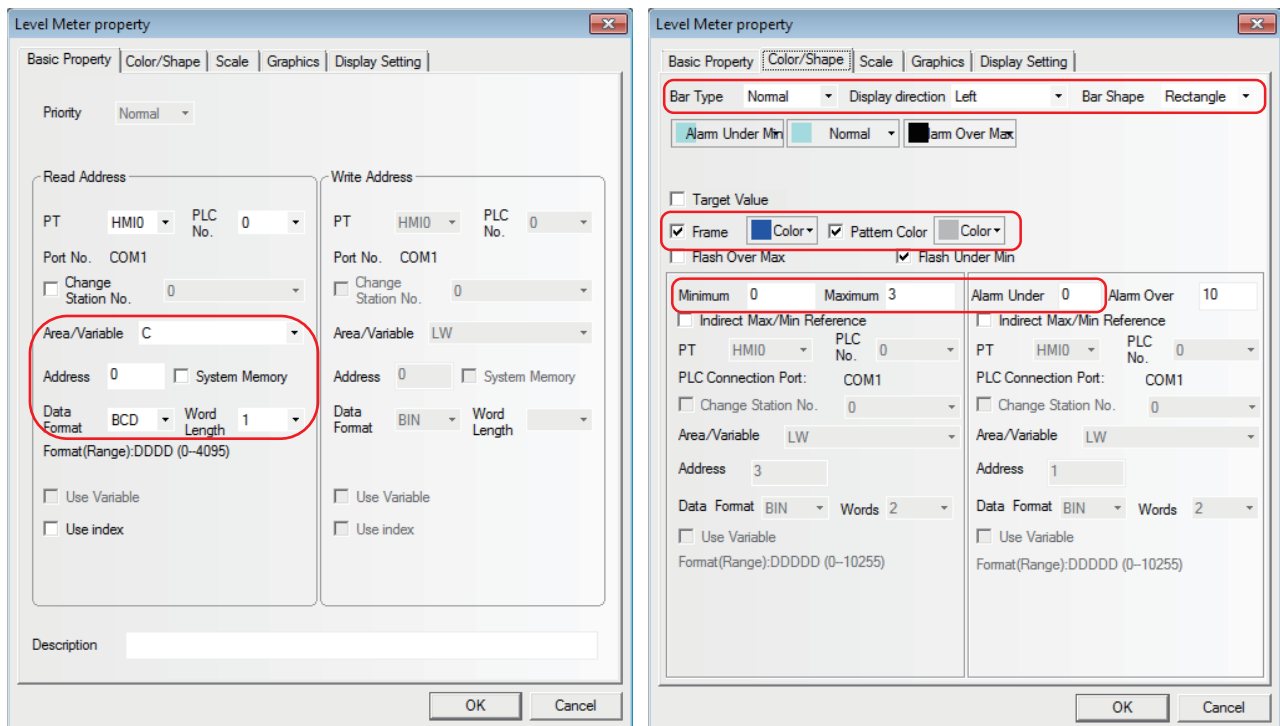 Level Meter property
Basic Property Color/Shape Scale Graphics Display Setting
Priority Normal
Read Address
PT HMI0 PLC No. 0
Port No. COM1
Change Station No. 0
Area/Variable C
Address 0 System Memory
Data Format BCD Word Length 1
Format(Range):DDDD (0--4095)
Use Variable
Use index
Write Address
PT HMI0 PLC No. 0
Port No. COM1
Change Station No. 0
Area/Variable LW
Address 0 System Memory
Data Format BIN Word Length
Use Variable
Use index
Description
OK Cancel
Level Meter property
Basic Property Color/Shape Scale Graphics Display Setting
Bar Type Normal Display direction Left Bar Shape Rectangle
Alarm Under Min Normal larm Over Max
Target Value
Frame Color Pattern Color Color
Flash Over Max Flash Under Min
Minimum 0 Maximum 3
Indirect Max/Min Reference
PT HMI0 PLC No. 0
PLC Connection Port: COM1
Change Station No. 0
Area/Variable LW
Address 3
Data Format BIN Words 2
Use Variable
Format(Range):DDDDD (0--10255)
Alarm Under 0 Alarm Over 10
Indirect Max/Min Reference
PT HMI0 PLC No. 0
PLC Connection Port: COM1
Change Station No. 0
Area/Variable LW
Address 1
Data Format BIN Words 2
Use Variable
Format(Range):DDDDD (0--10255)
OK Cancel